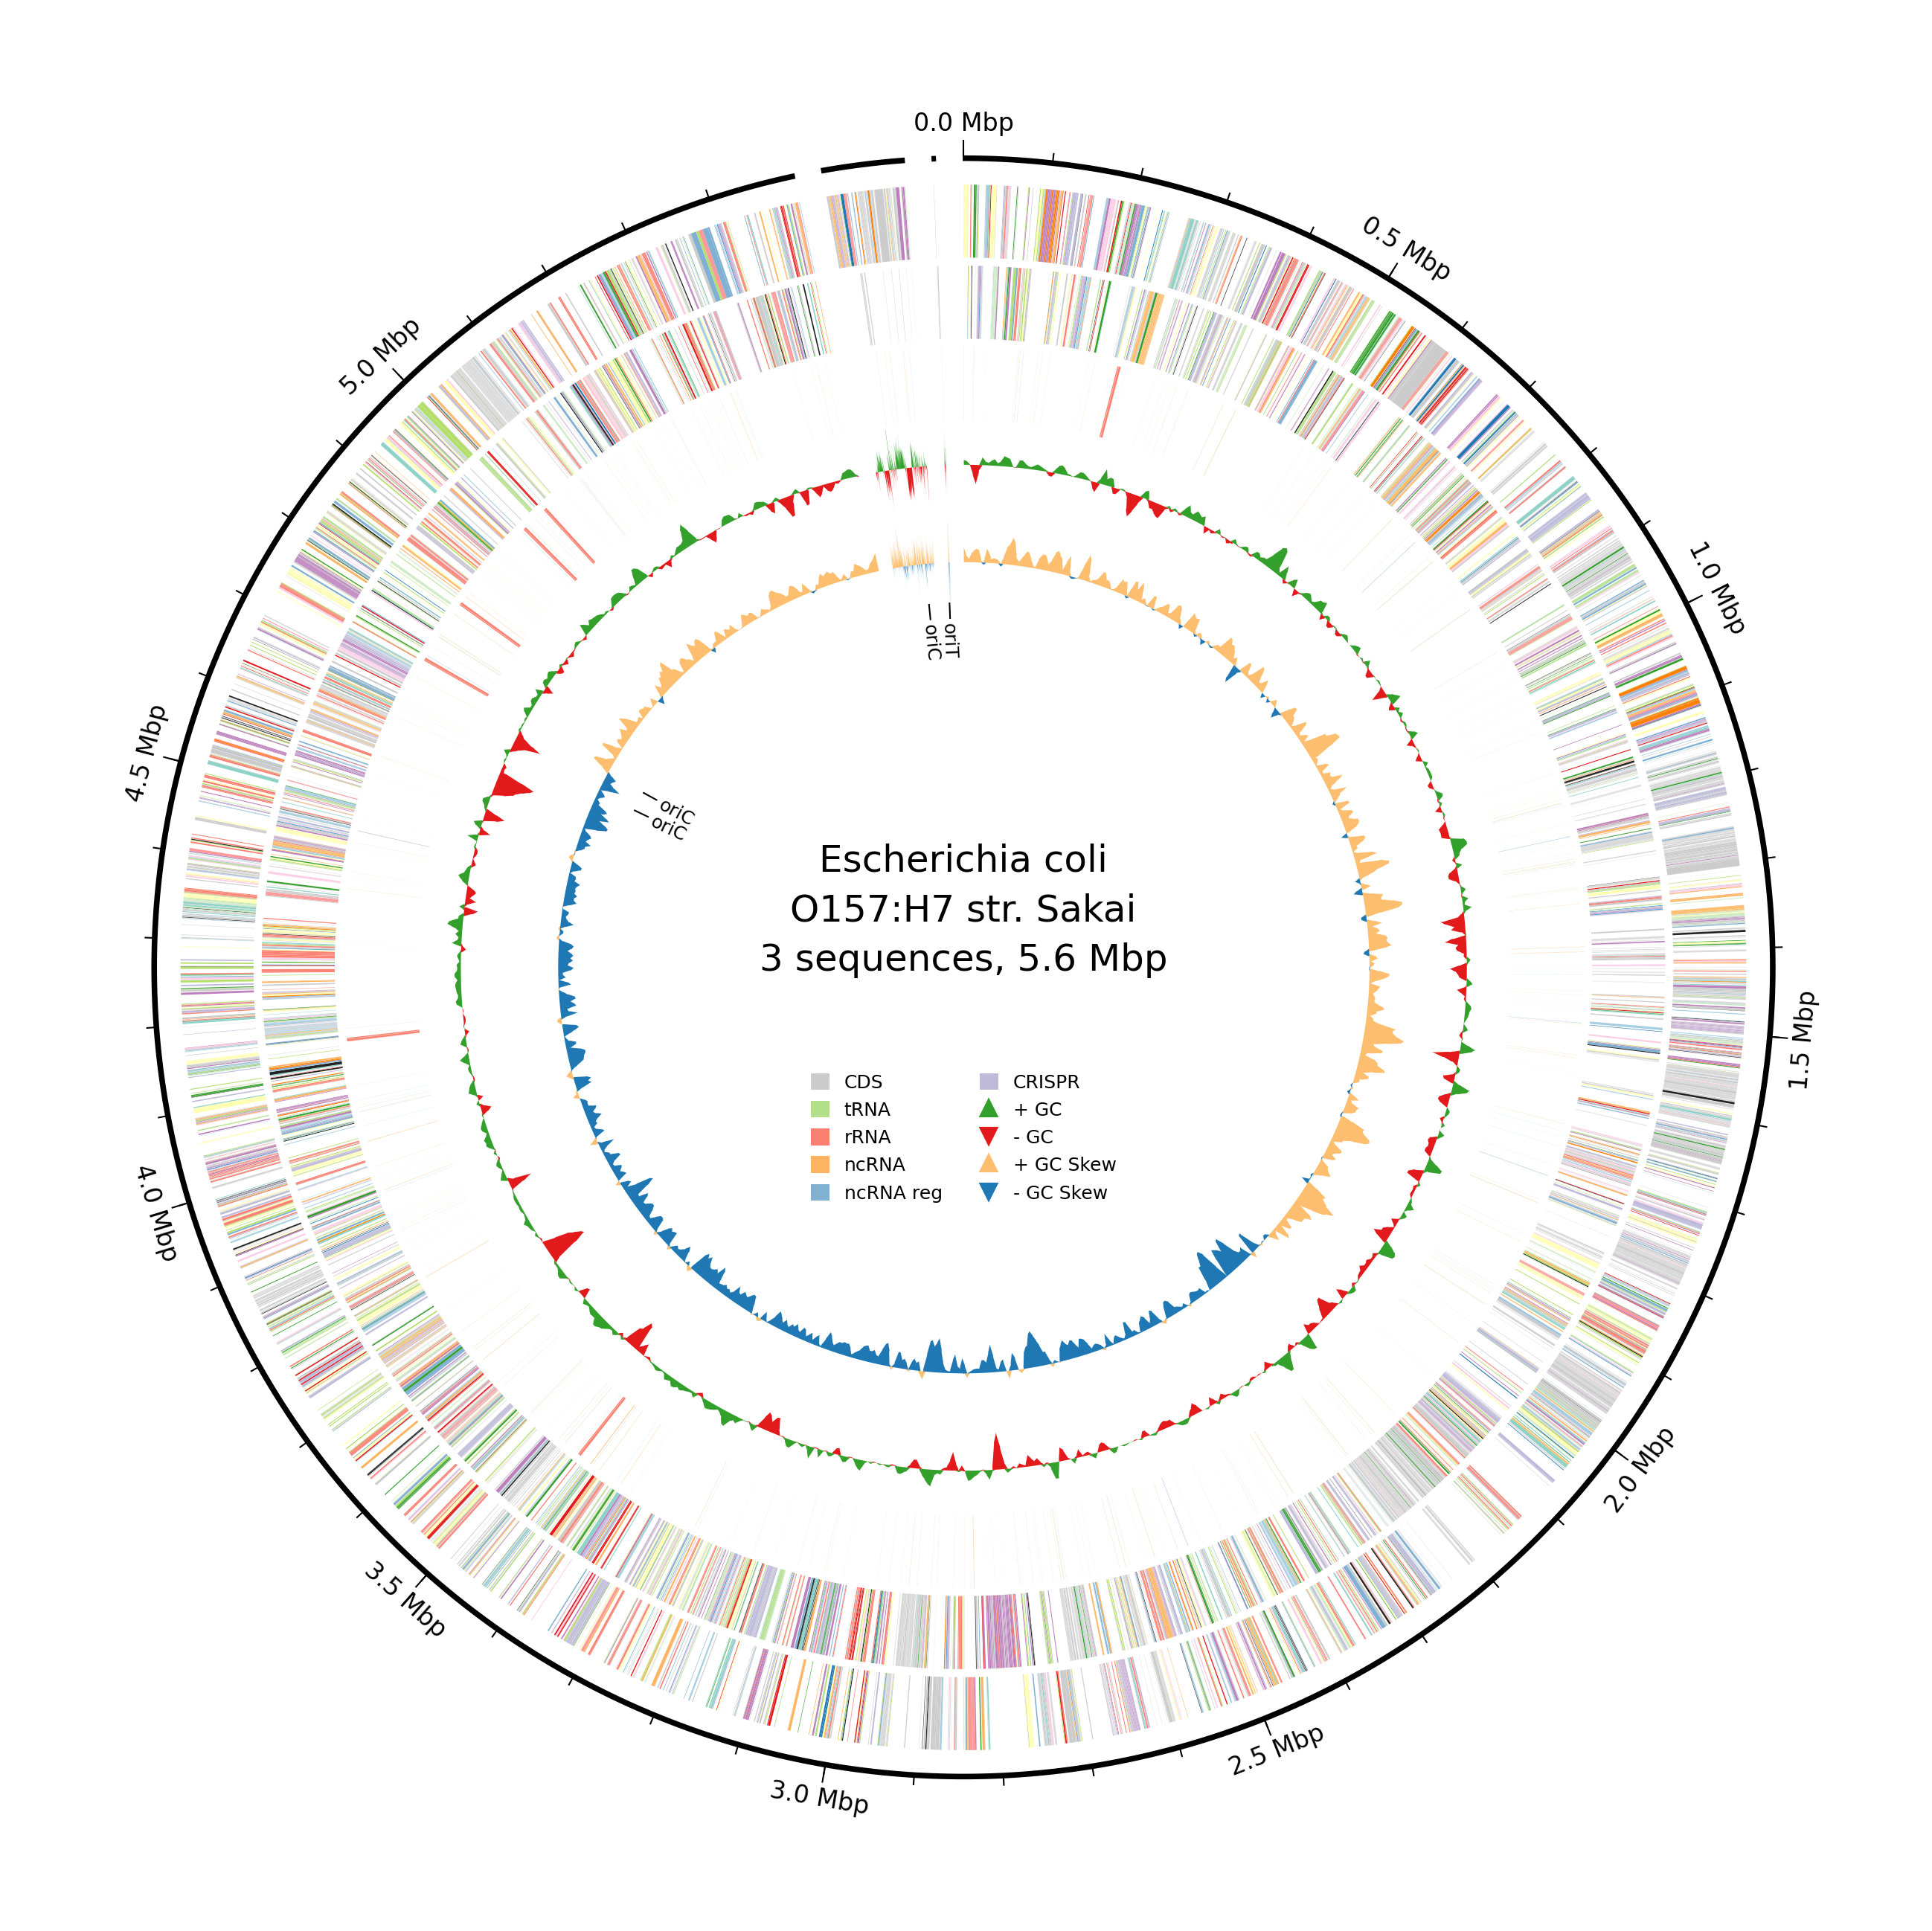 0.0 Mbp
0.5 Mbp
1.0 Mbp
1.5 Mbp
2.0 Mbp
2.5 Mbp
3.0 Mbp
3.5 Mbp
4.0 Mbp
4.5 Mbp
5.0 Mbp
oriC
oriT
oriC
oriC
Escherichia coli
O157:H7 str. Sakai
3 sequences, 5.6 Mbp
CDS
tRNA
rRNA
ncRNA
ncRNA reg
CRISPR
+ GC
- GC
+ GC Skew
- GC Skew